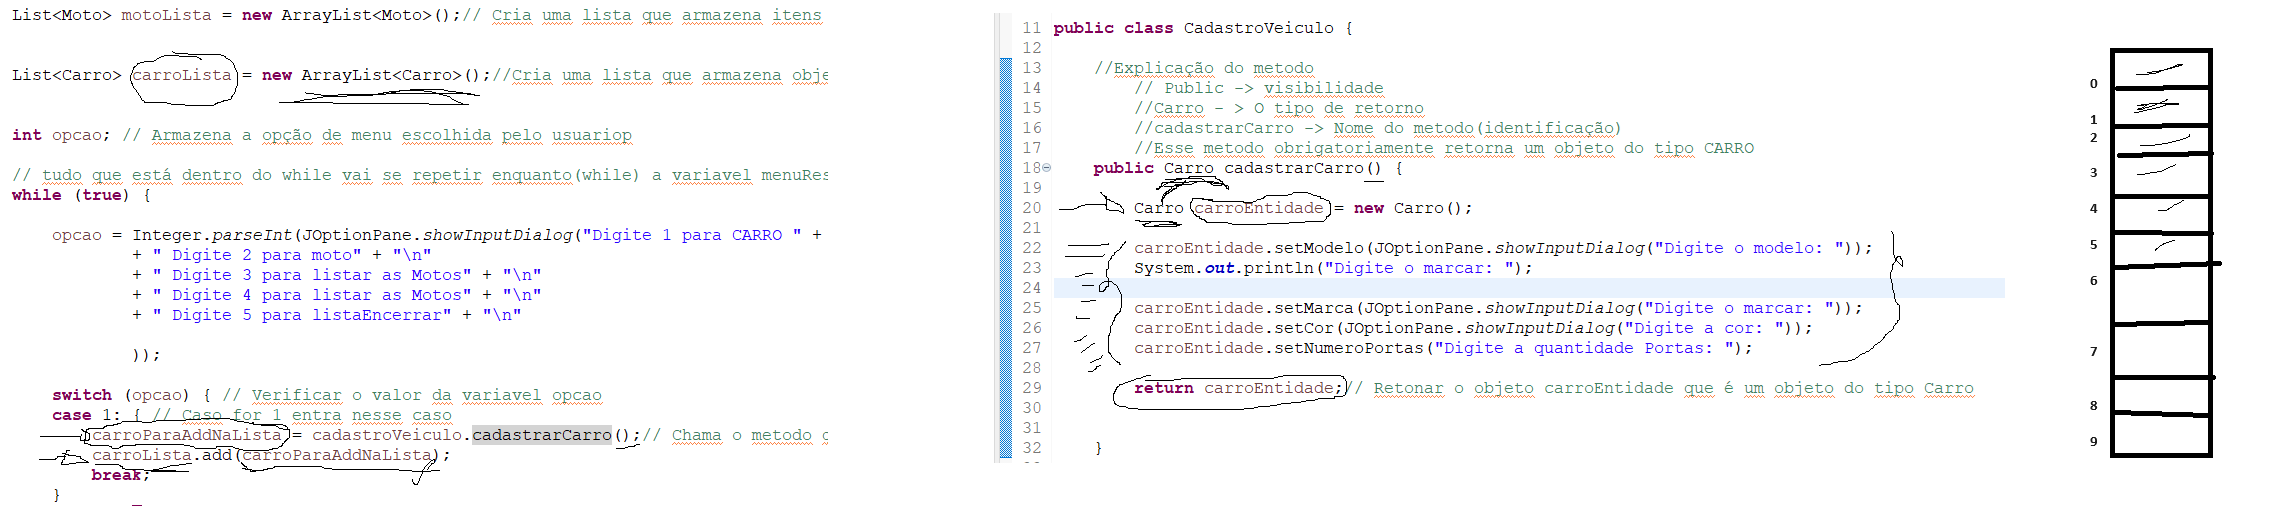 List<Moto> motoLista = new ArrayList<Moto>();// Cria uma lista que armazena itens
List<Carro> carroLista = new ArrayList<Carro>();//Cria uma lista que armazena obje
int opcao; // Armazena a opção de menu escolhida pelo usuariop
// tudo que está dentro do while vai se repetir enquanto(while) a variavel menuRes
while (true) {
opcao = Integer.parseInt(JOptionPane.showInputDialog("Digite 1 para CARRO " +
+ " Digite 2 para moto" + "\n"
+ " Digite 3 para listar as Motos" + "\n"
+ " Digite 4 para listar as Motos" + "\n"
+ " Digite 5 para listaEncerrar" + "\n"
));
switch (opcao) { // Verificar o valor da variavel opcao
case 1: { // Caso for 1 entra nesse caso
carroParaAddNaLista = cadastroVeiculo.cadastrarCarro();// Chama o metodo c
carroLista.add(carroParaAddNaLista);
break;
}
11 public class CadastroVeiculo {
12
13 //Explicação do metodo
14 // Public -> visibilidade
15 //Carro - > O tipo de retorno
16 //cadastrarCarro -> Nome do metodo(identificação)
17 //Esse metodo obrigatoriamente retorna um objeto do tipo CARRO
18 public Carro cadastrarCarro() {
19
20 Carro carroEntidade = new Carro();
21
22 carroEntidade.setModelo(JOptionPane.showInputDialog("Digite o modelo: "));
23 System.out.println("Digite o marcar: ");
24
25 carroEntidade.setMarca(JOptionPane.showInputDialog("Digite o marcar: "));
26 carroEntidade.setCor(JOptionPane.showInputDialog("Digite a cor: "));
27 carroEntidade.setNumeroPortas("Digite a quantidade Portas: ");
28
29 return carroEntidade;// Retonar o objeto carroEntidade que é um objeto do tipo Carro
30
31
32 }
0
1
2
3
4
5
6
7
8
9